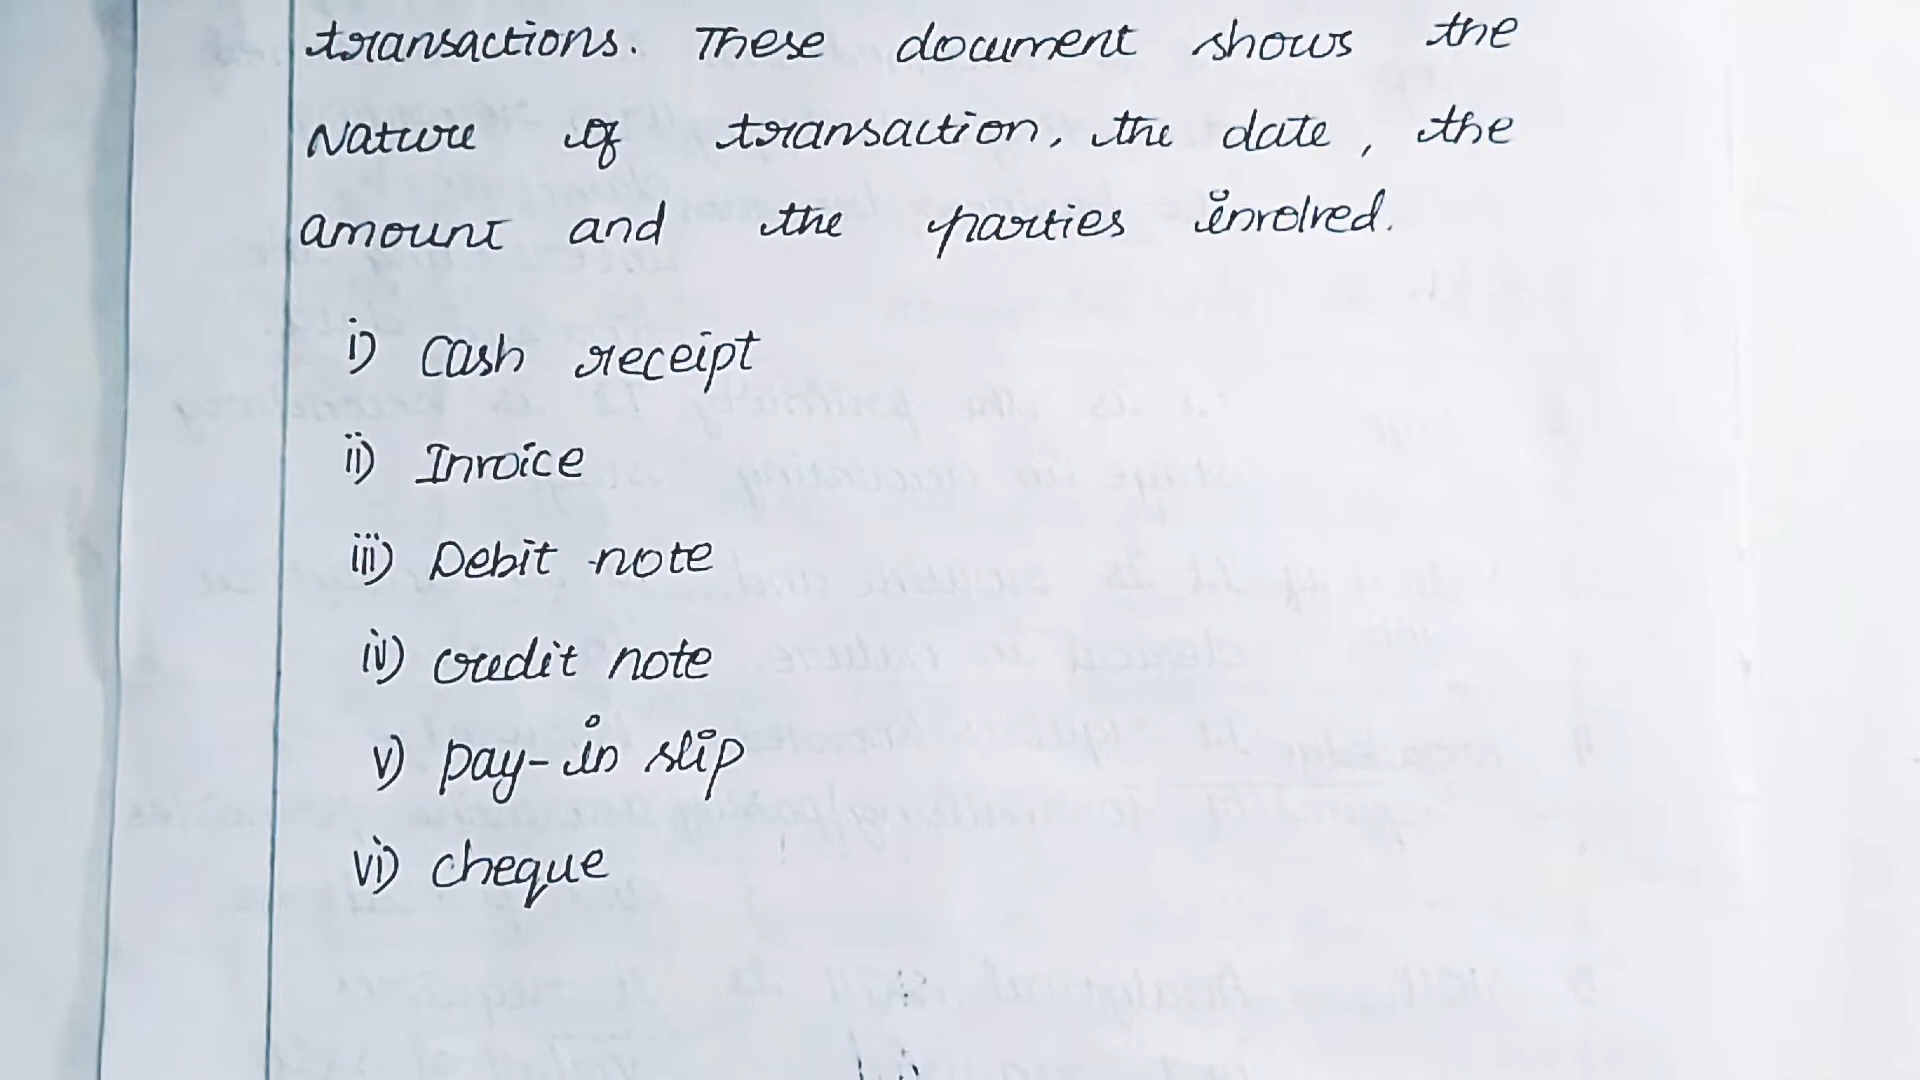 transactions. These document shows the
Nature of transaction, the date, the
amount and the parties involved.
i) Cash receipt
ii) Invoice
iii) Debit note
iv) credit note
v) pay-in slip
vi) cheque